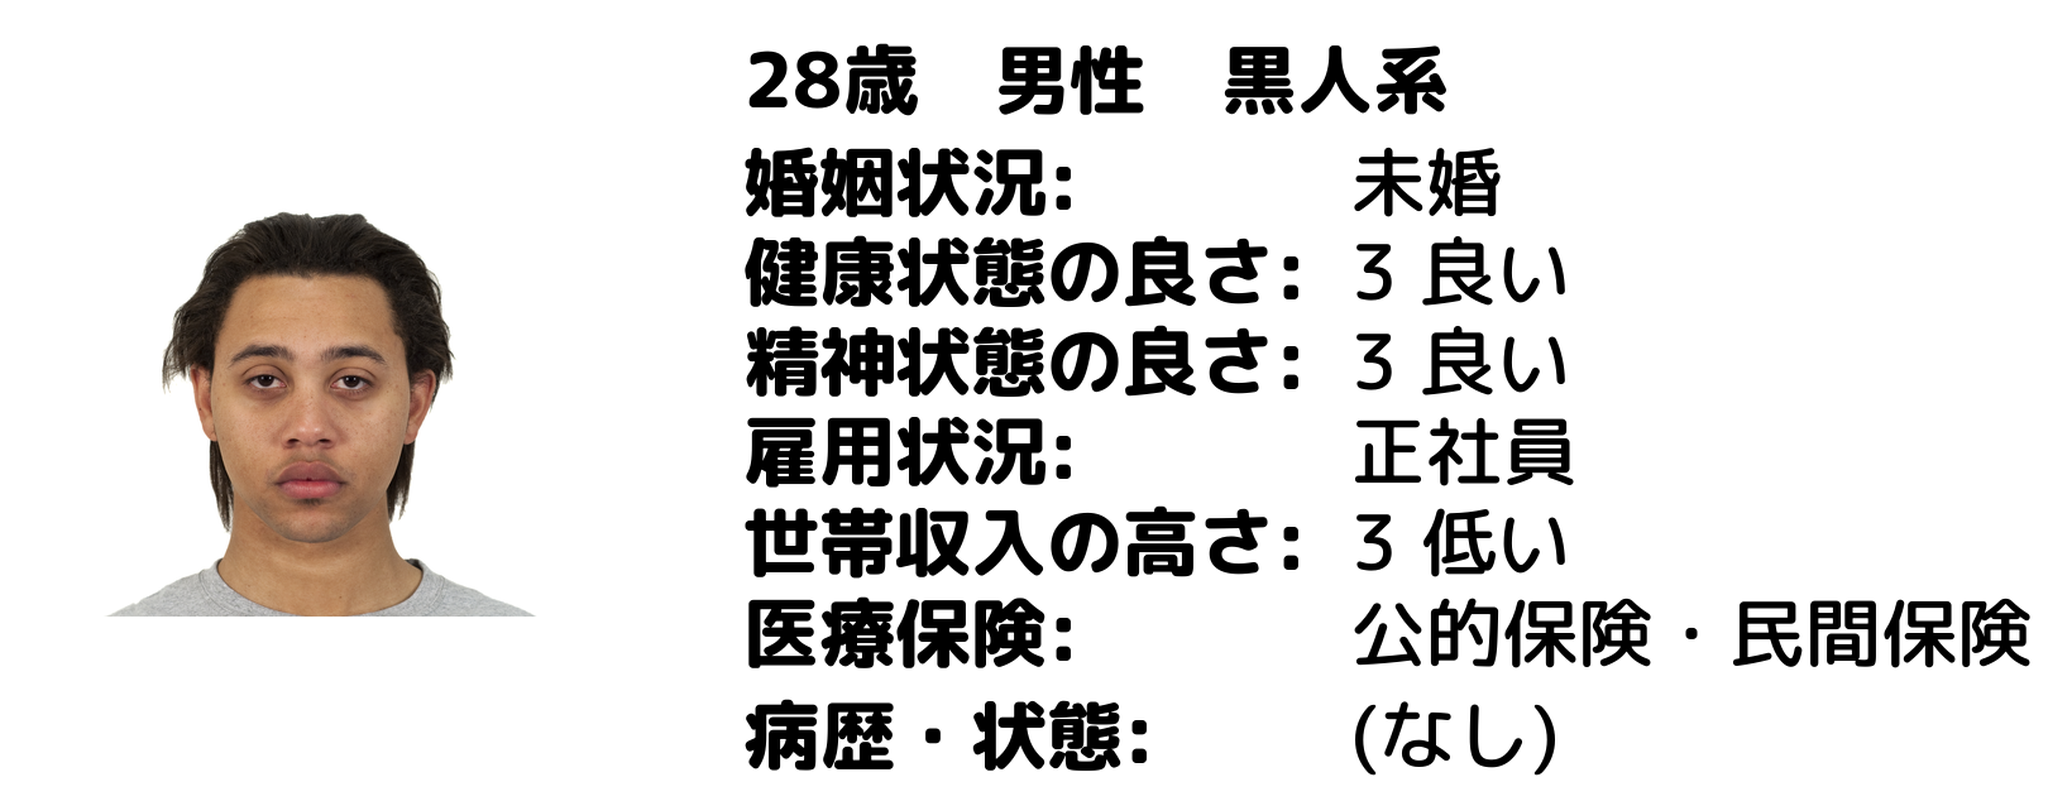 28歳　男性　黒人系
婚姻状況: 未婚
健康状態の良さ: 3 良い
精神状態の良さ: 3 良い
雇用状況: 正社員
世帯収入の高さ: 3 低い
医療保険: 公的保険・民間保険
病歴・状態: (なし)